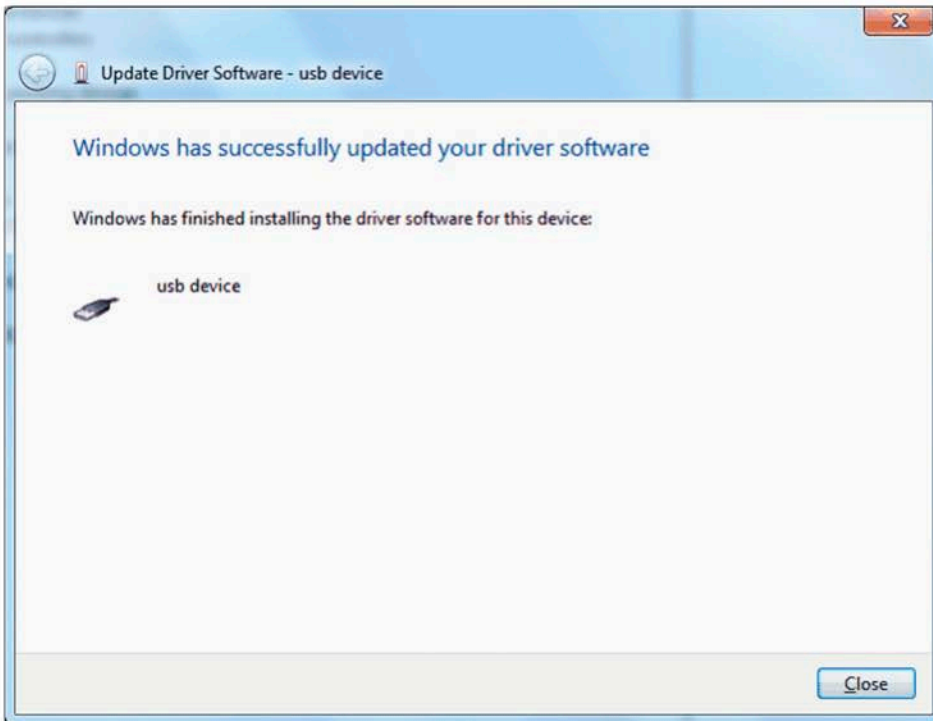 Update Driver Software - usb device
Windows has successfully updated your driver software
Windows has finished installing the driver software for this device:
usb device
Close